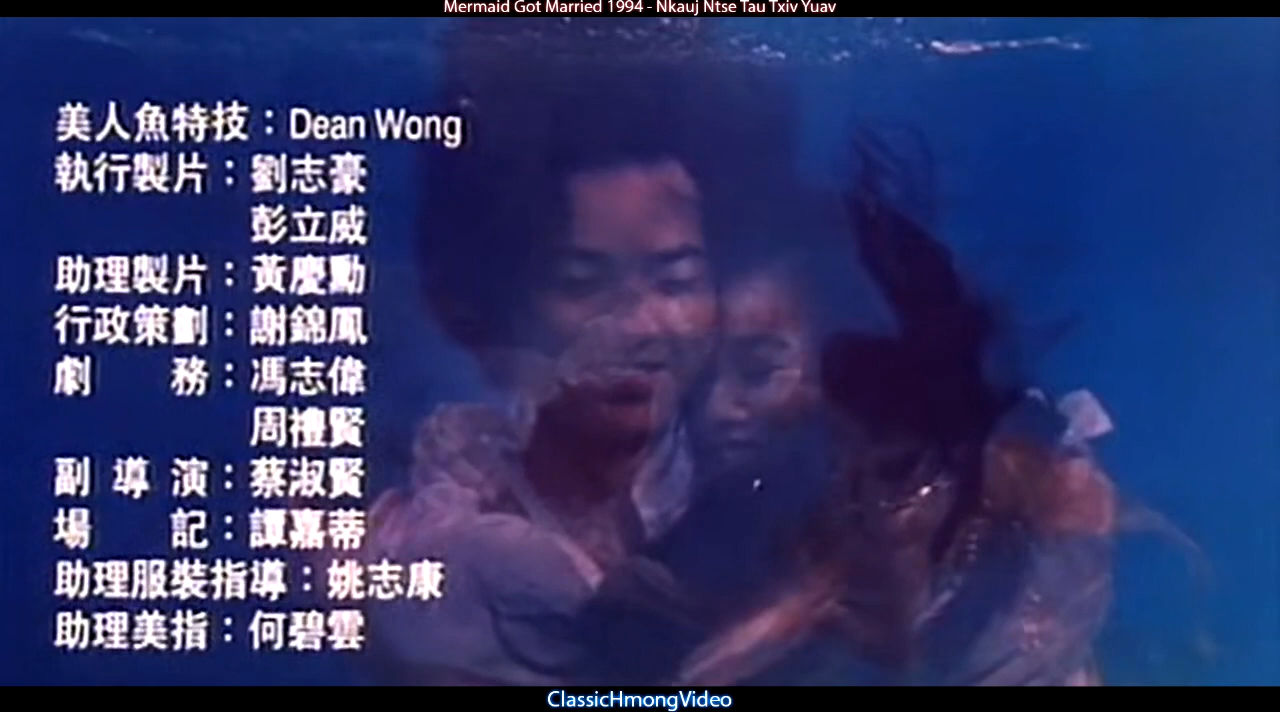 Mermaid Got Married 1994 - Nkauj Ntse Tau Txiv Yuav
美人魚特技：Dean Wong
執行製片：劉志豪
彭立威
助理製片：黃慶勳
行政策劃：謝錦鳳
劇務：馮志偉
周禮賢
副導演：蔡淑賢
場記：譚嘉蒂
助理服裝指導：姚志康
助理美指：何碧雲
ClassicHmongVideo